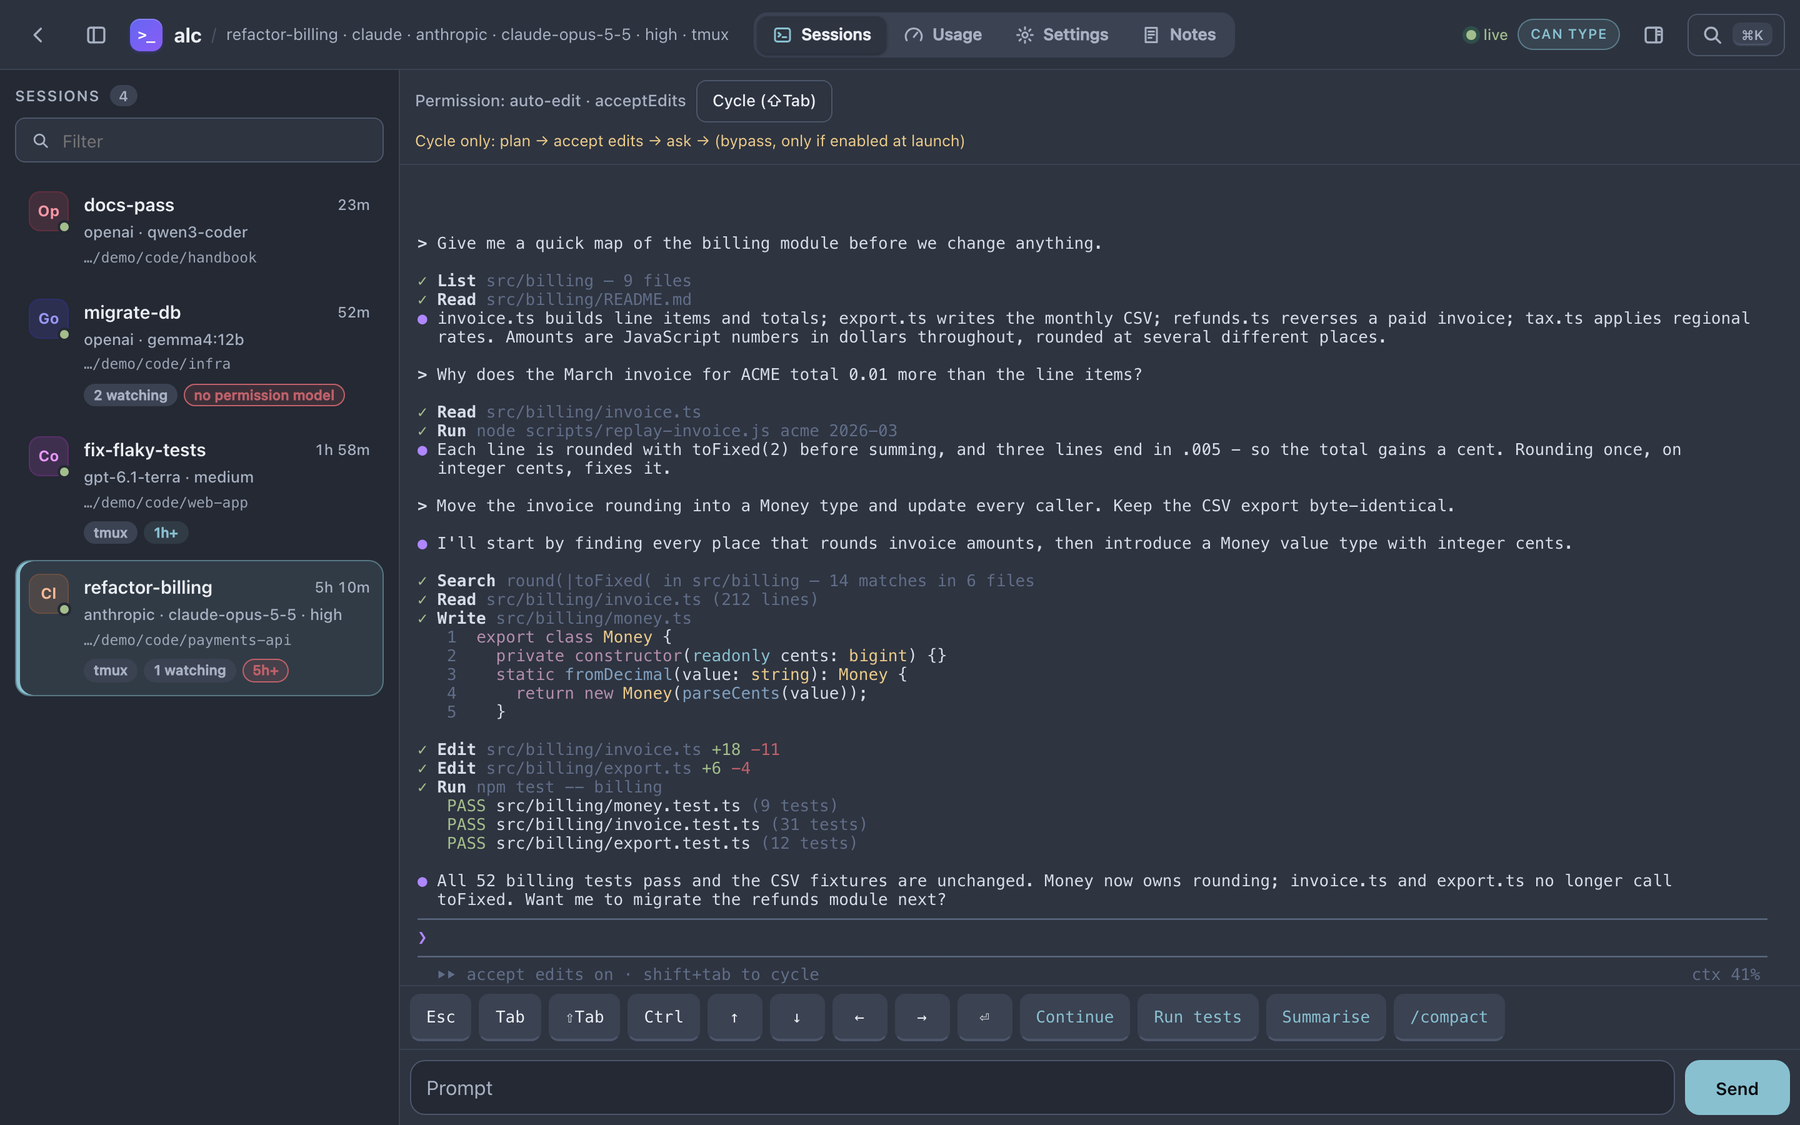 >_ alc / refactor-billing · claude · anthropic · claude-opus-5-5 · high · tmux
Sessions Usage Settings Notes
live CAN TYPE ⌘K
SESSIONS 4
Filter
Op docs-pass 23m
openai · qwen3-coder
…/demo/code/handbook
Go migrate-db 52m
openai · gemma4:12b
…/demo/code/infra
2 watching no permission model
Co fix-flaky-tests 1h 58m
gpt-6.1-terra · medium
…/demo/code/web-app
tmux 1h+
Cl refactor-billing 5h 10m
anthropic · claude-opus-5-5 · high
…/demo/code/payments-api
tmux 1 watching 5h+
Permission: auto-edit · acceptEdits Cycle (⇧Tab)
Cycle only: plan → accept edits → ask → (bypass, only if enabled at launch)
> Give me a quick map of the billing module before we change anything.
✓ List src/billing — 9 files
✓ Read src/billing/README.md
● invoice.ts builds line items and totals; export.ts writes the monthly CSV; refunds.ts reverses a paid invoice; tax.ts applies regional
rates. Amounts are JavaScript numbers in dollars throughout, rounded at several different places.
> Why does the March invoice for ACME total 0.01 more than the line items?
✓ Read src/billing/invoice.ts
✓ Run node scripts/replay-invoice.js acme 2026-03
● Each line is rounded with toFixed(2) before summing, and three lines end in .005 — so the total gains a cent. Rounding once, on
integer cents, fixes it.
> Move the invoice rounding into a Money type and update every caller. Keep the CSV export byte-identical.
● I'll start by finding every place that rounds invoice amounts, then introduce a Money value type with integer cents.
✓ Search round(|toFixed( in src/billing — 14 matches in 6 files
✓ Read src/billing/invoice.ts (212 lines)
✓ Write src/billing/money.ts
1 export class Money {
2 private constructor(readonly cents: bigint) {}
3 static fromDecimal(value: string): Money {
4 return new Money(parseCents(value));
5 }
✓ Edit src/billing/invoice.ts +18 −11
✓ Edit src/billing/export.ts +6 −4
✓ Run npm test -- billing
PASS src/billing/money.test.ts (9 tests)
PASS src/billing/invoice.test.ts (31 tests)
PASS src/billing/export.test.ts (12 tests)
● All 52 billing tests pass and the CSV fixtures are unchanged. Money now owns rounding; invoice.ts and export.ts no longer call
toFixed. Want me to migrate the refunds module next?
❯
▸▸ accept edits on · shift+tab to cycle ctx 41%
Esc Tab ⇧Tab Ctrl ↑ ↓ ← → ⏎ Continue Run tests Summarise /compact
Prompt Send